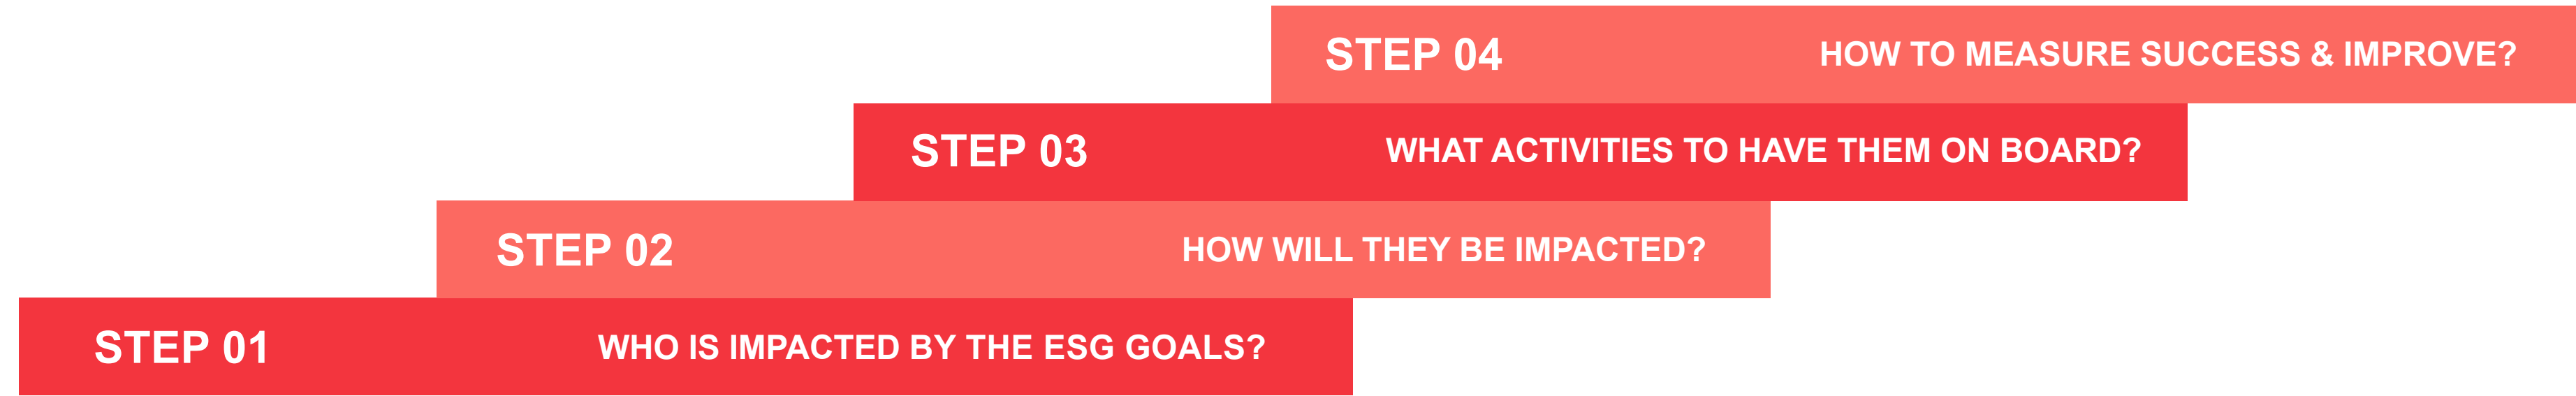 STEP 04 HOW TO MEASURE SUCCESS & IMPROVE?
STEP 03 WHAT ACTIVITIES TO HAVE THEM ON BOARD?
STEP 02 HOW WILL THEY BE IMPACTED?
STEP 01 WHO IS IMPACTED BY THE ESG GOALS?